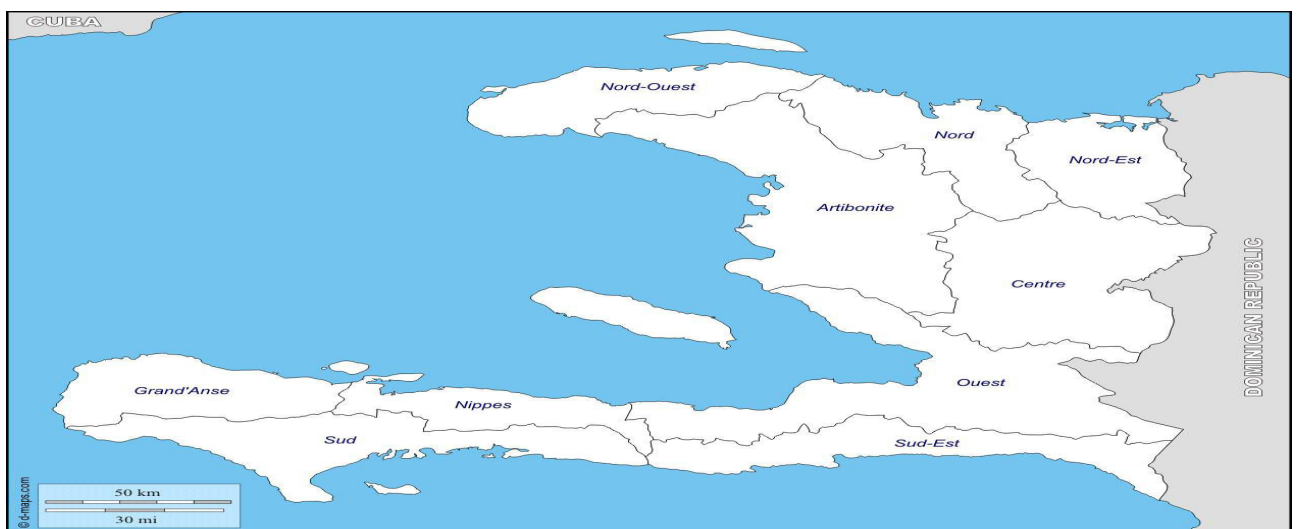 CUBA
Nord-Ouest
Nord
Nord-Est
Artibonite
Centre
DOMINICAN REPUBLIC
Ouest
Grand'Anse
Nippes
Sud
Sud-Est
50 km
30 mi
© d-maps.com